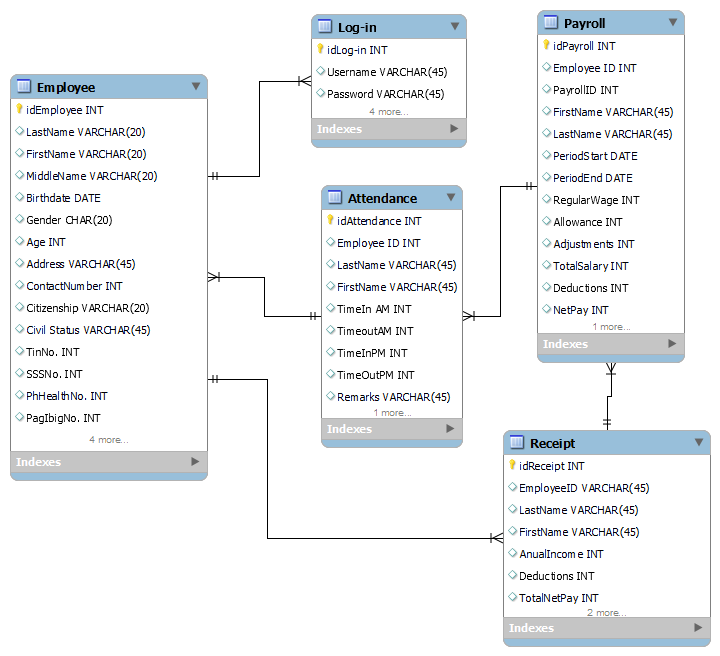 Employee
idEmployee INT
LastName VARCHAR(20)
FirstName VARCHAR(20)
MiddleName VARCHAR(20)
Birthdate DATE
Gender CHAR(20)
Age INT
Address VARCHAR(45)
ContactNumber INT
Citizenship VARCHAR(20)
Civil Status VARCHAR(45)
TinNo. INT
SSSNo. INT
PhHealthNo. INT
PagIbigNo. INT
4 more...
Indexes
Log-in
idLog-in INT
Username VARCHAR(45)
Password VARCHAR(45)
4 more...
Indexes
Attendance
idAttendance INT
Employee ID INT
LastName VARCHAR(45)
FirstName VARCHAR(45)
TimeIn AM INT
TimeoutAM INT
TimeInPM INT
TimeOutPM INT
Remarks VARCHAR(45)
1 more...
Indexes
Payroll
idPayroll INT
Employee ID INT
PayrollID INT
FirstName VARCHAR(45)
LastName VARCHAR(45)
PeriodStart DATE
PeriodEnd DATE
RegularWage INT
Allowance INT
Adjustments INT
TotalSalary INT
Deductions INT
NetPay INT
1 more...
Indexes
Receipt
idReceipt INT
EmployeeID VARCHAR(45)
LastName VARCHAR(45)
FirstName VARCHAR(45)
AnualIncome INT
Deductions INT
TotalNetPay INT
2 more...
Indexes